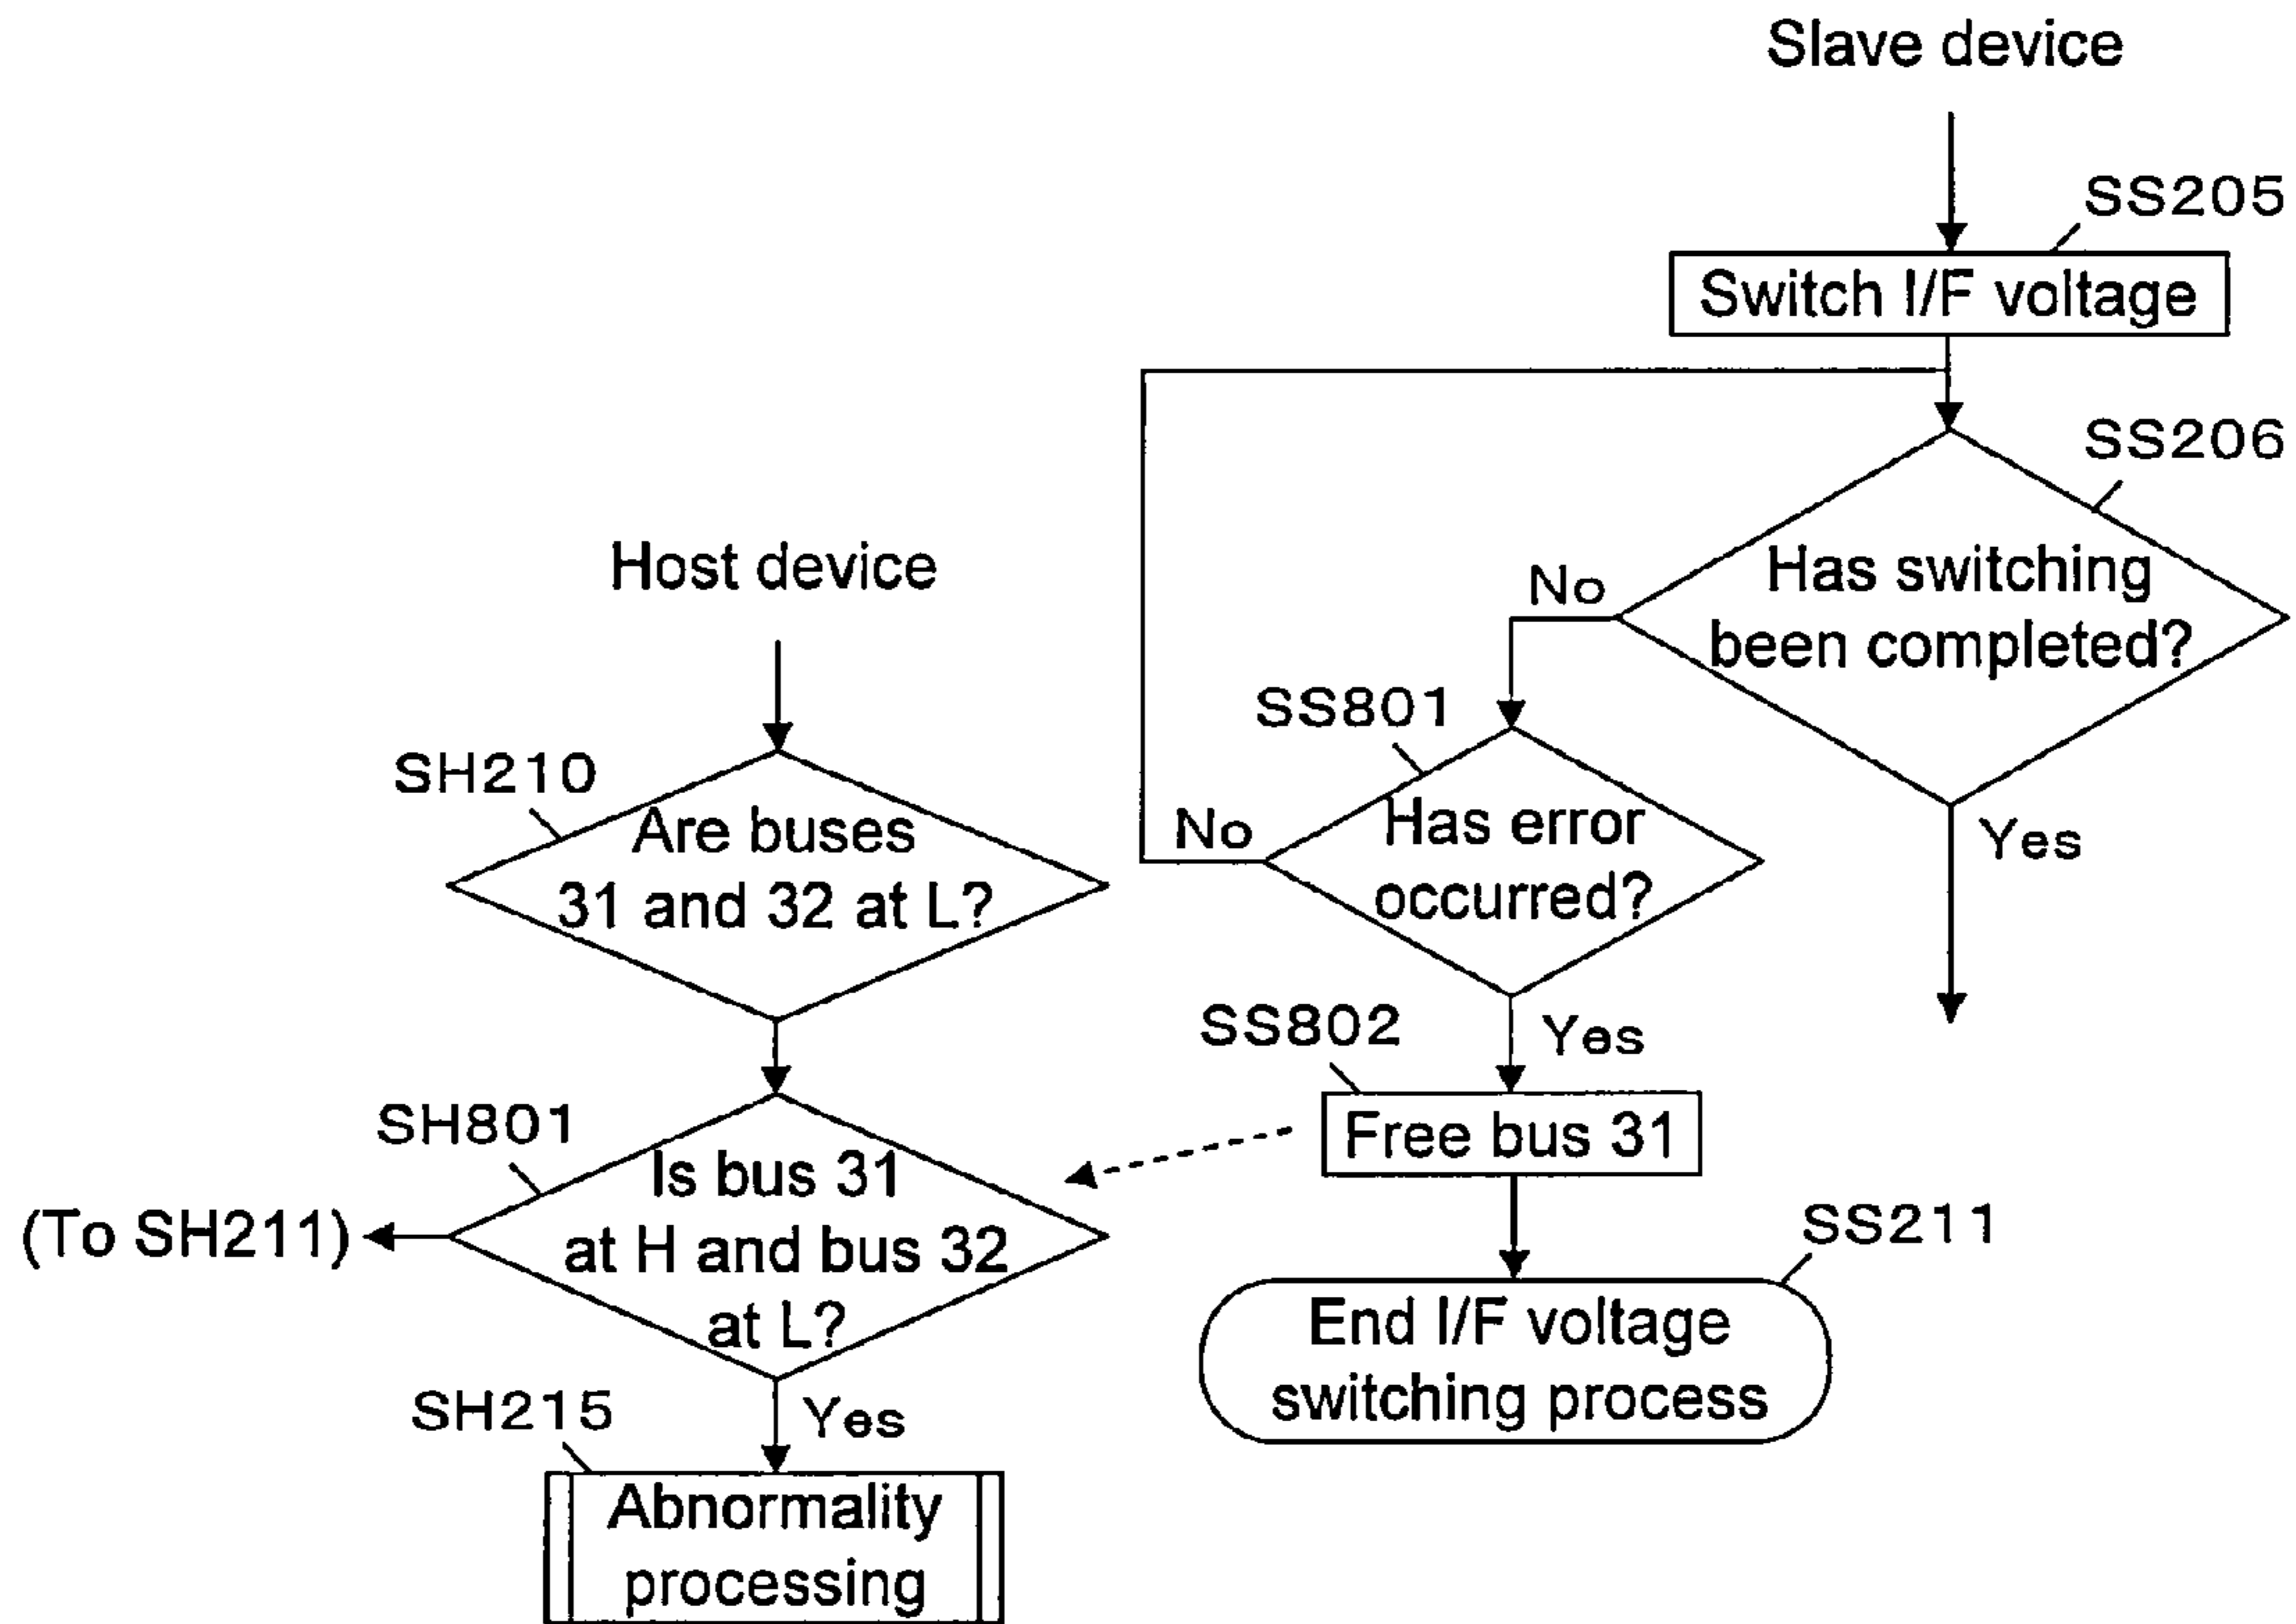 Slave device
SS205
Switch I/F voltage
SS206
Has switching
been completed?
No
Yes
SS801
Has error
occurred?
No
Yes
SS802
Free bus 31
SS211
End I/F voltage
switching process
Host device
SH210
Are buses
31 and 32 at L?
SH801
Is bus 31
at H and bus 32
at L?
(To SH211)
Yes
SH215
Abnormality
processing